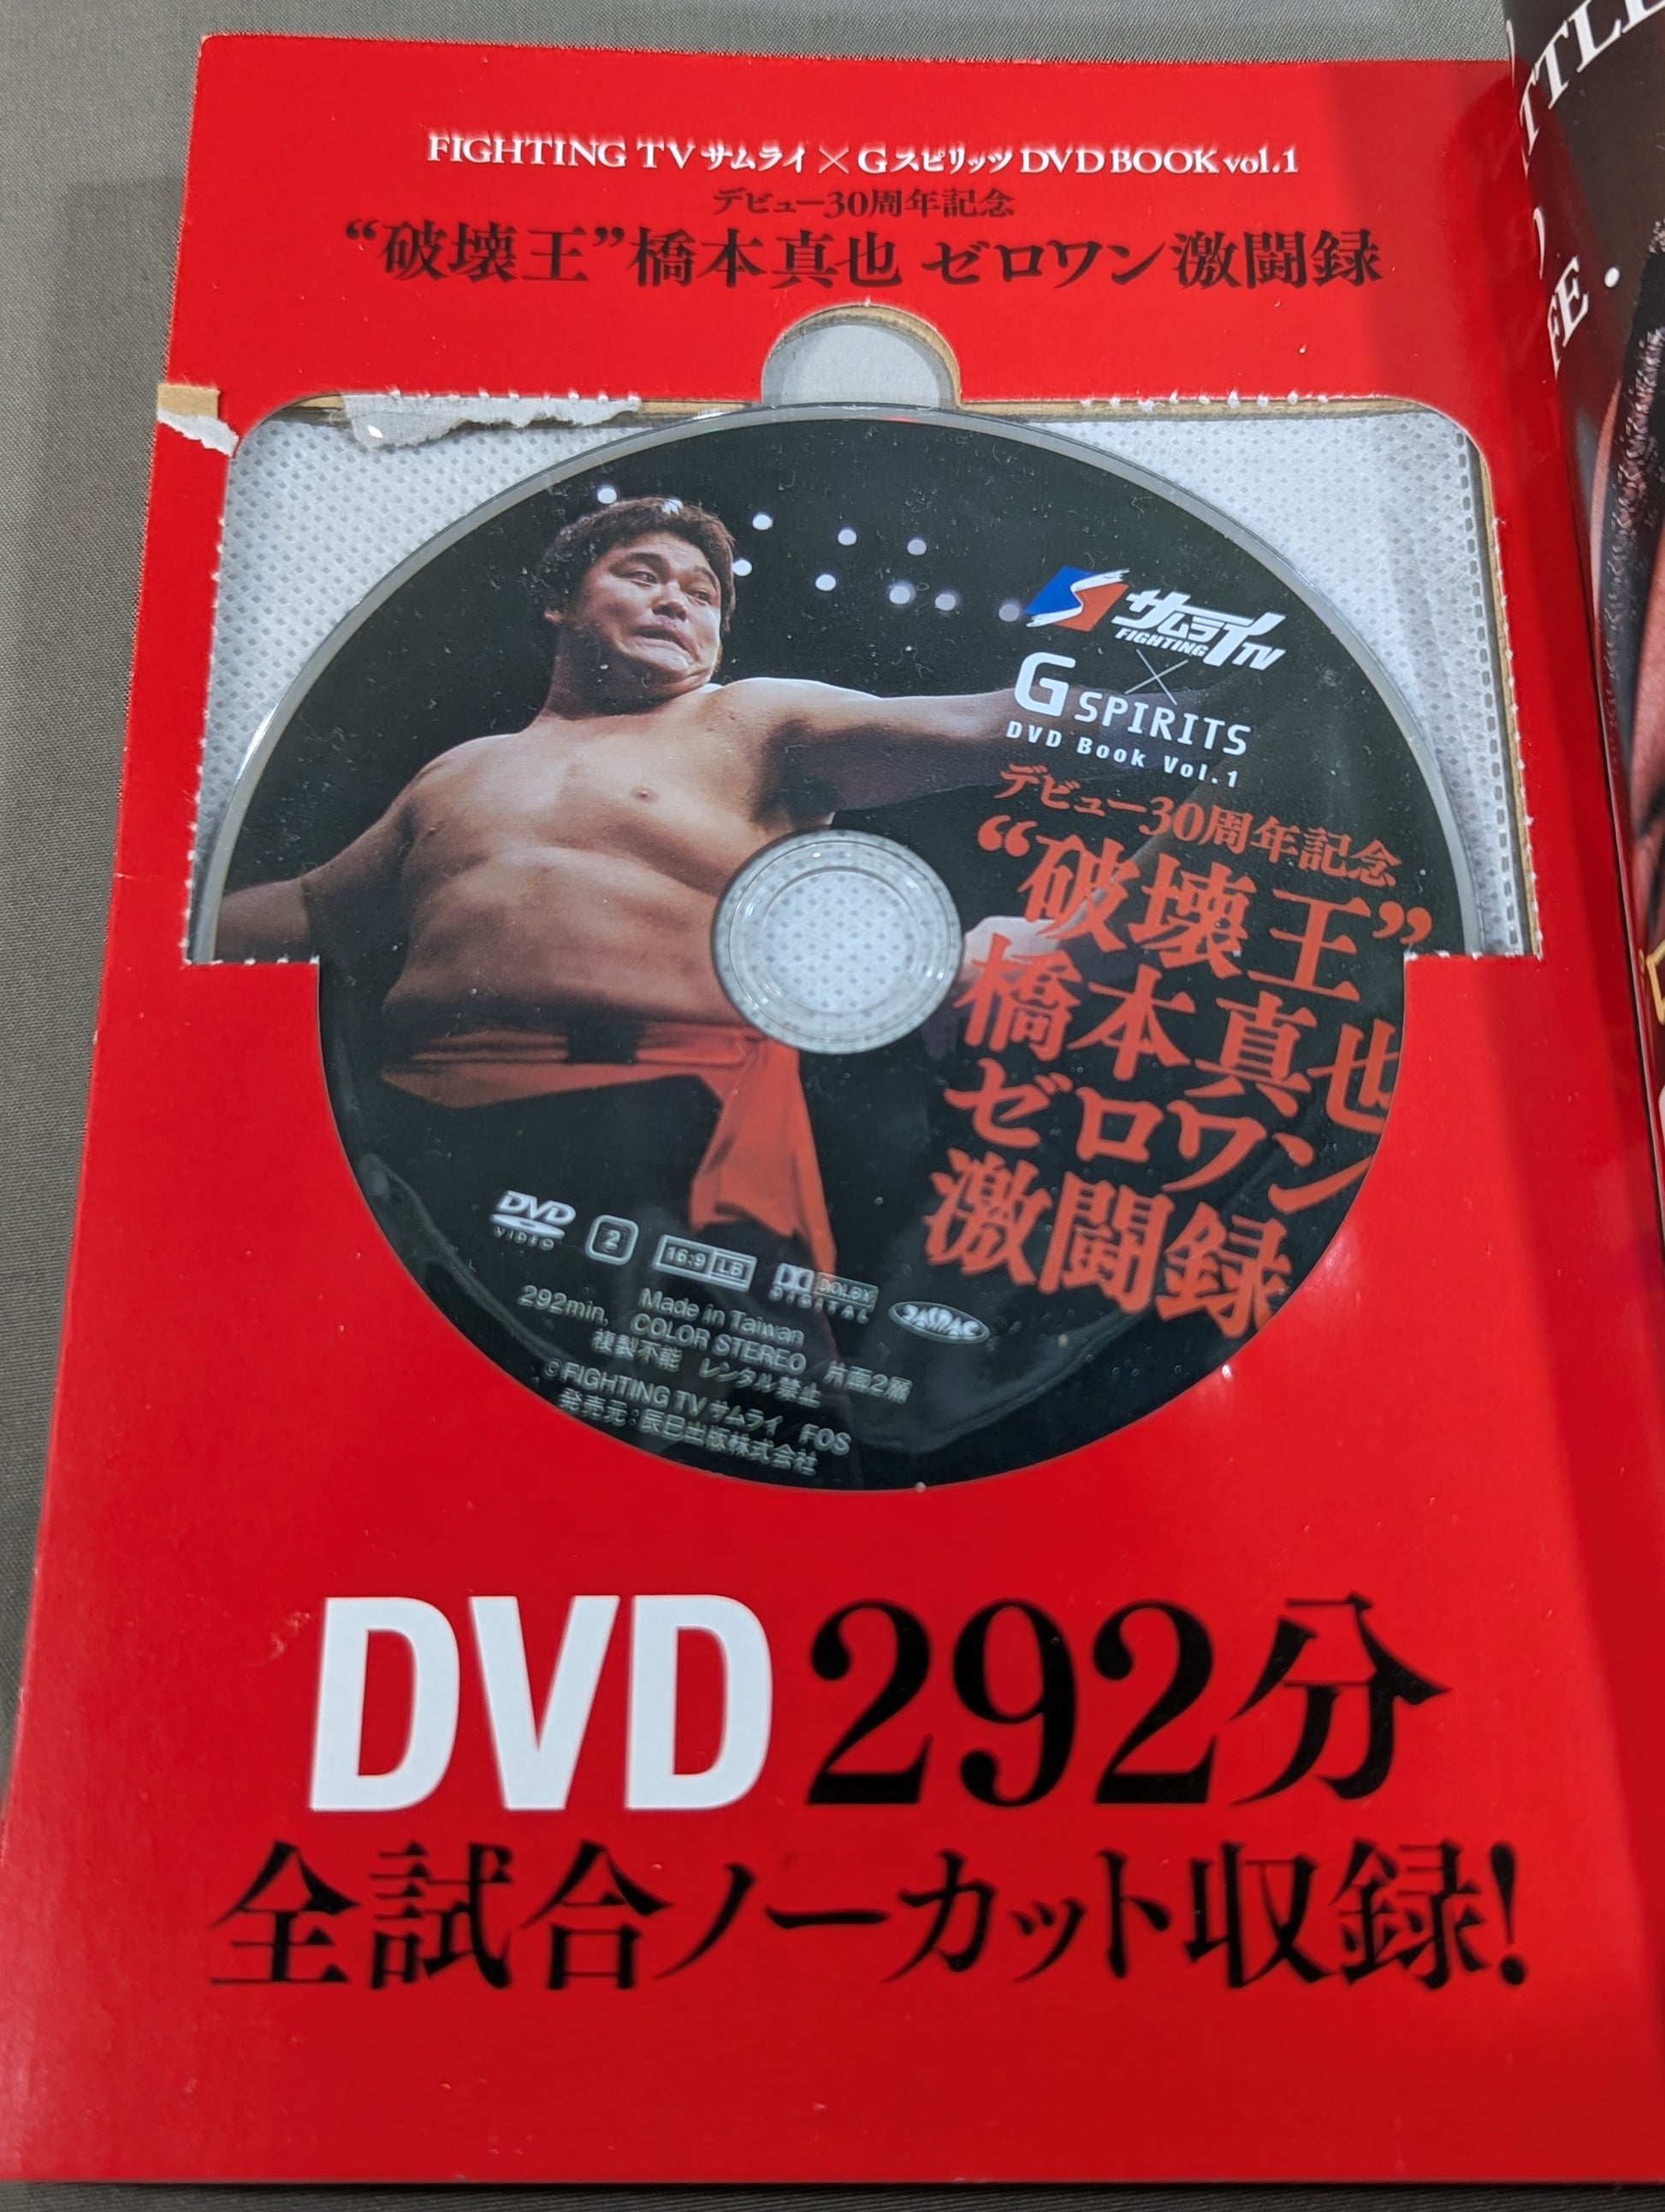 FIGHTING TV サムライ × G スピリッツ DVD BOOK vol.1
デビュー30周年記念
“破壊王”橋本真也 ゼロワン激闘録
サムライTV
FIGHTING
×
G SPIRITS
DVD Book Vol.1
デビュー30周年記念
“破壊王”
橋本真也
ゼロワン
激闘録
DVD
VIDEO
2
16:9 LB
DOLBY
DIGITAL
JASRAC
Made in Taiwan
292min, COLOR STEREO 片面2層
複製不能 レンタル禁止
©FIGHTING TV サムライ/FOS
発売元:辰巳出版株式会社
DVD 292分
全試合ノーカット収録!